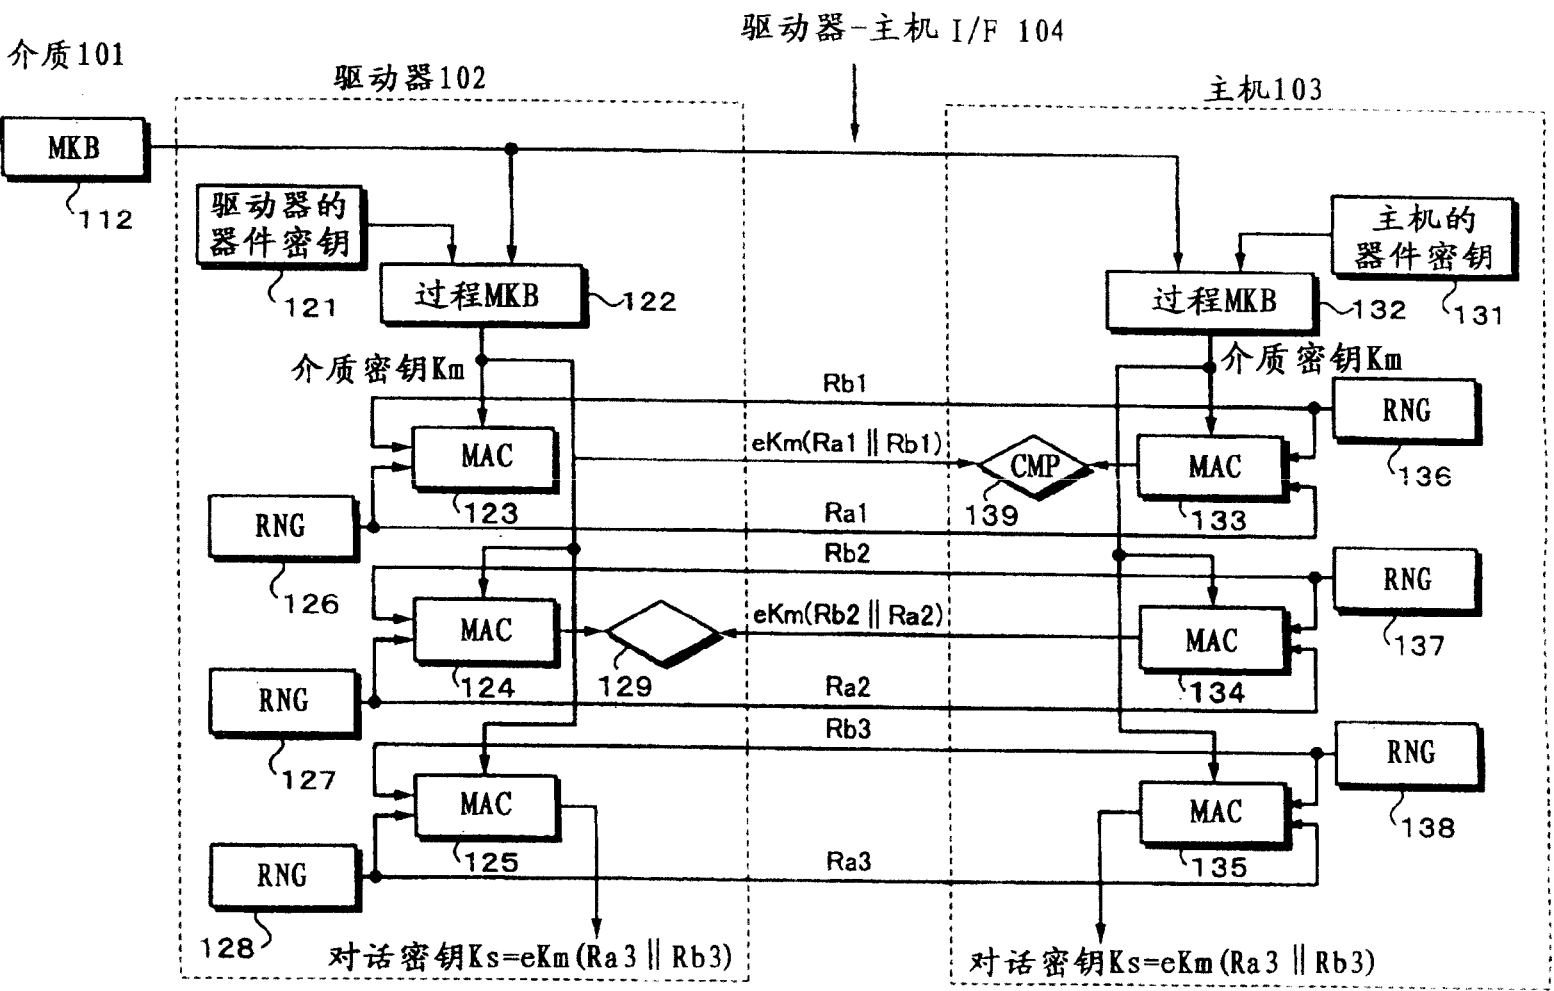 驱动器-主机 I/F 104
介质101
驱动器102
主机103
MKB
112
驱动器的
器件密钥
121
主机的
器件密钥
131
过程MKB
122
过程MKB
132
介质密钥Km
介质密钥Km
Rb1
RNG
136
MAC
123
eKm(Ra1||Rb1)
CMP
139
MAC
133
RNG
126
Ra1
Rb2
RNG
137
MAC
124
129
eKm(Rb2||Ra2)
MAC
134
RNG
127
Ra2
Rb3
RNG
138
MAC
125
MAC
135
RNG
128
Ra3
对话密钥Ks=eKm(Ra3||Rb3)
对话密钥Ks=eKm(Ra3||Rb3)